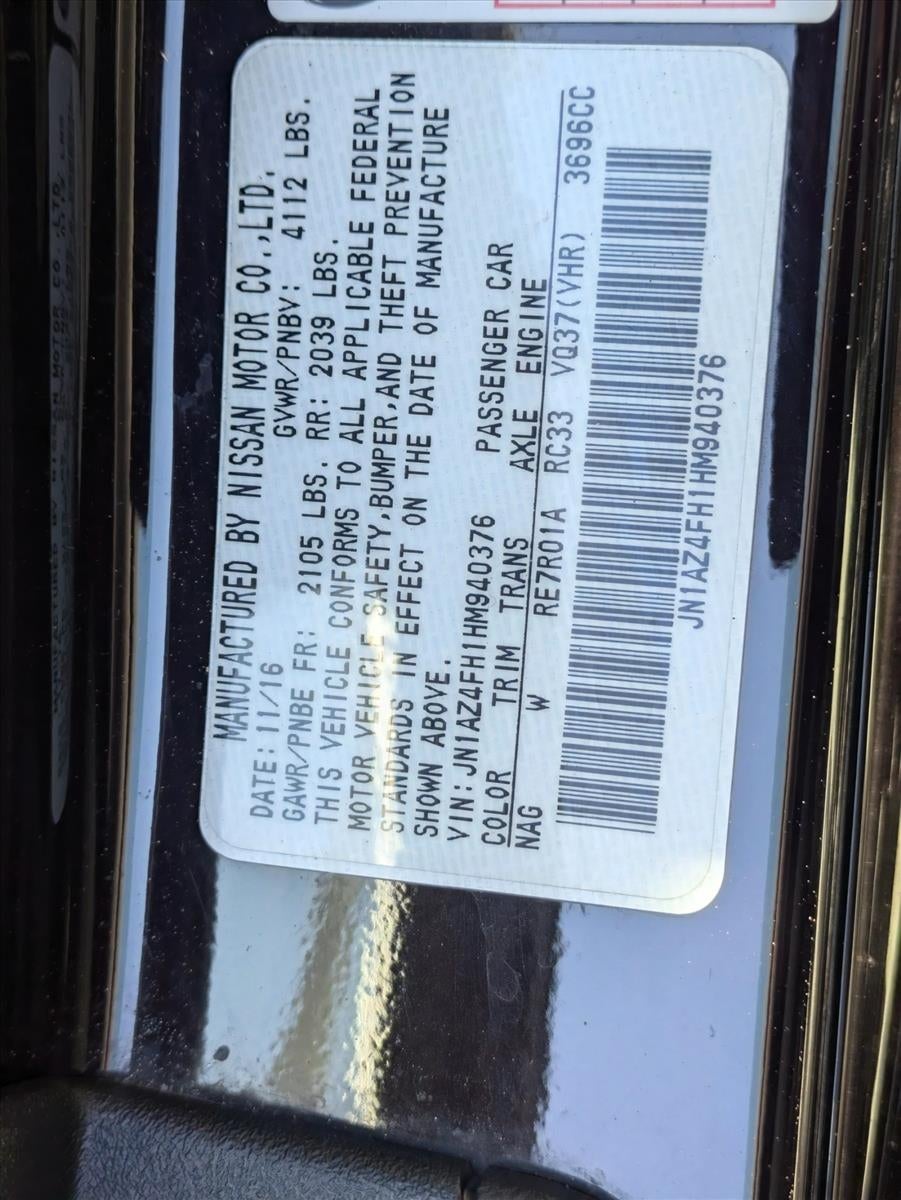 MANUFACTURED BY NISSAN MOTOR CO.,LTD.
DATE: 11/16 GVWR/PNBV: 4112 LBS.
GAWR/PNBE FR: 2105 LBS. RR: 2039 LBS.
THIS VEHICLE CONFORMS TO ALL APPLICABLE FEDERAL
MOTOR VEHICLE SAFETY,BUMPER,AND THEFT PREVENTION
STANDARDS IN EFFECT ON THE DATE OF MANUFACTURE
SHOWN ABOVE.
VIN: JN1AZ4FH1HM940376 PASSENGER CAR
COLOR TRIM TRANS AXLE ENGINE
NAG W RE7R01A RC33 VQ37(VHR) 3696CC
JN1AZ4FH1HM940376